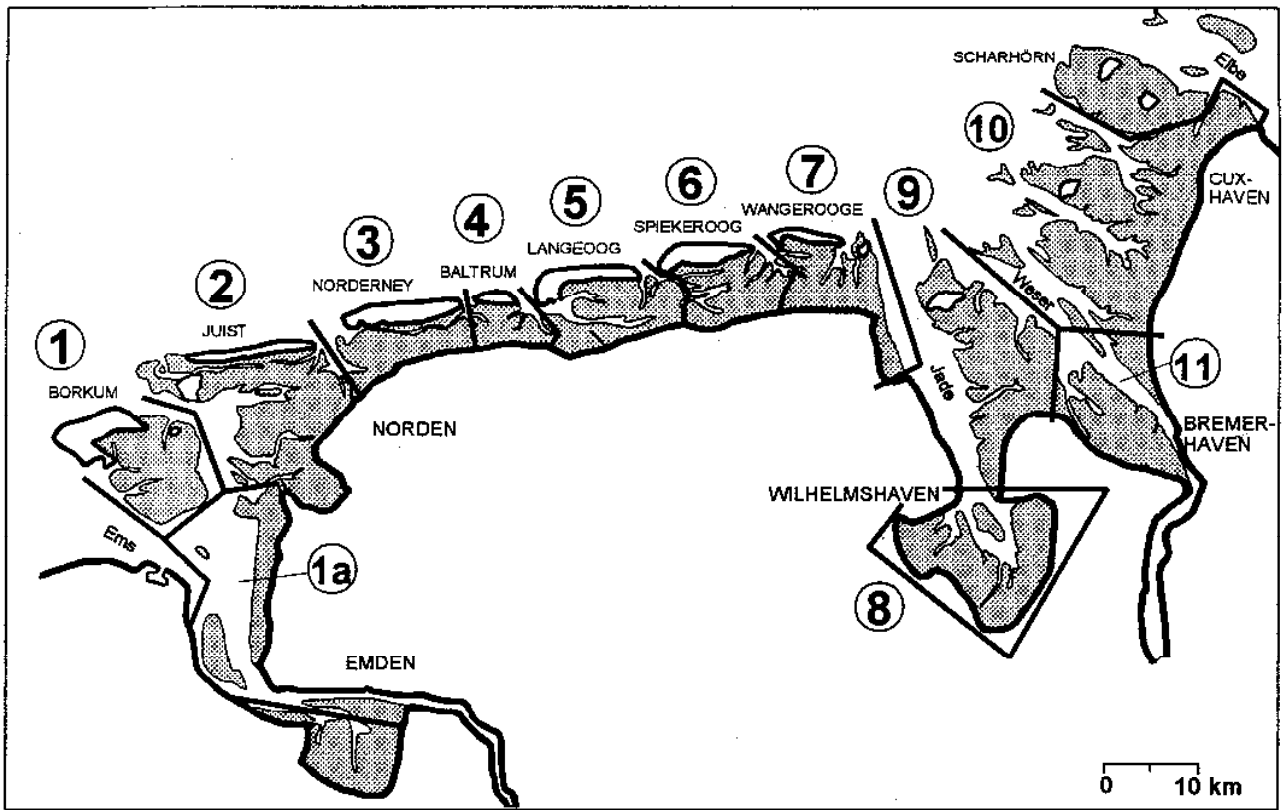 SCHARHÖRN
Elbe
10
CUX-
HAVEN
7
WANGEROOGE
9
6
SPIEKEROOG
5
LANGEOOG
4
BALTRUM
3
NORDERNEY
2
JUIST
1
BORKUM
Weser
Jade
11
BREMER-
HAVEN
NORDEN
WILHELMSHAVEN
Ems
1a
8
EMDEN
0 10 km